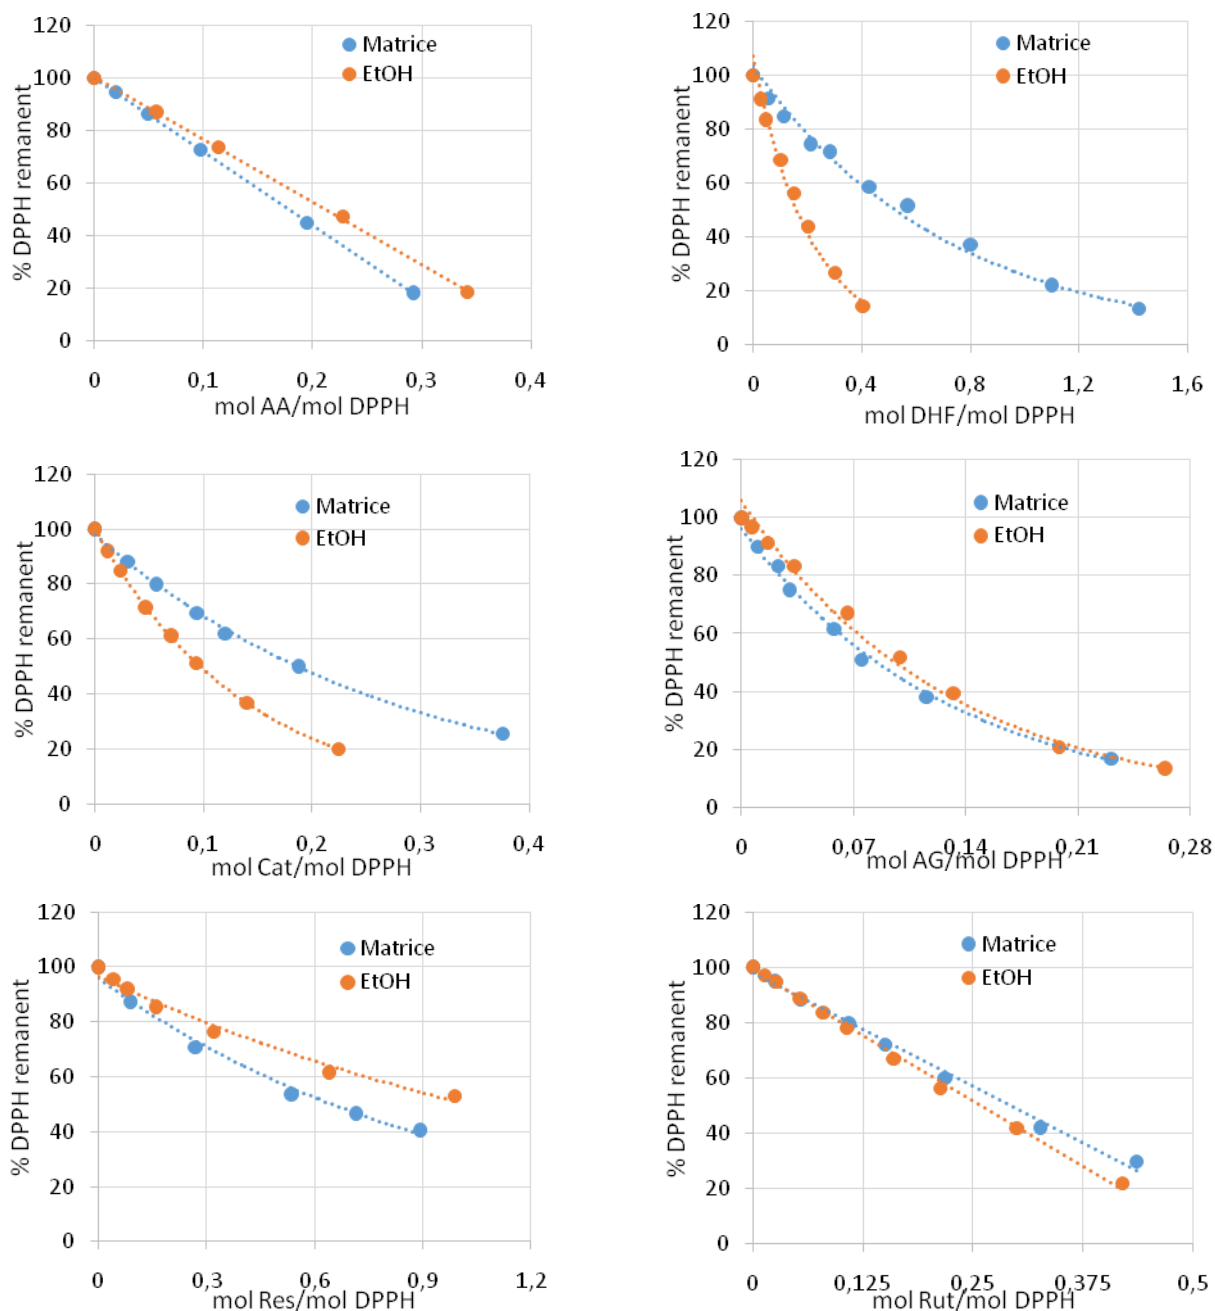 % DPPH remanent
120
100
80
60
40
20
0
Matrice
EtOH
0 0,1 0,2 0,3 0,4
mol AA/mol DPPH
% DPPH remanent
120
100
80
60
40
20
0
Matrice
EtOH
0 0,4 0,8 1,2 1,6
mol DHF/mol DPPH
% DPPH remanent
120
100
80
60
40
20
0
Matrice
EtOH
0 0,1 0,2 0,3 0,4
mol Cat/mol DPPH
% DPPH remanent
120
100
80
60
40
20
0
Matrice
EtOH
0 0,07 0,14 0,21 0,28
mol AG/mol DPPH
% DPPH remanent
120
100
80
60
40
20
0
Matrice
EtOH
0 0,3 0,6 0,9 1,2
mol Res/mol DPPH
% DPPH remanent
120
100
80
60
40
20
0
Matrice
EtOH
0 0,125 0,25 0,375 0,5
mol Rut/mol DPPH